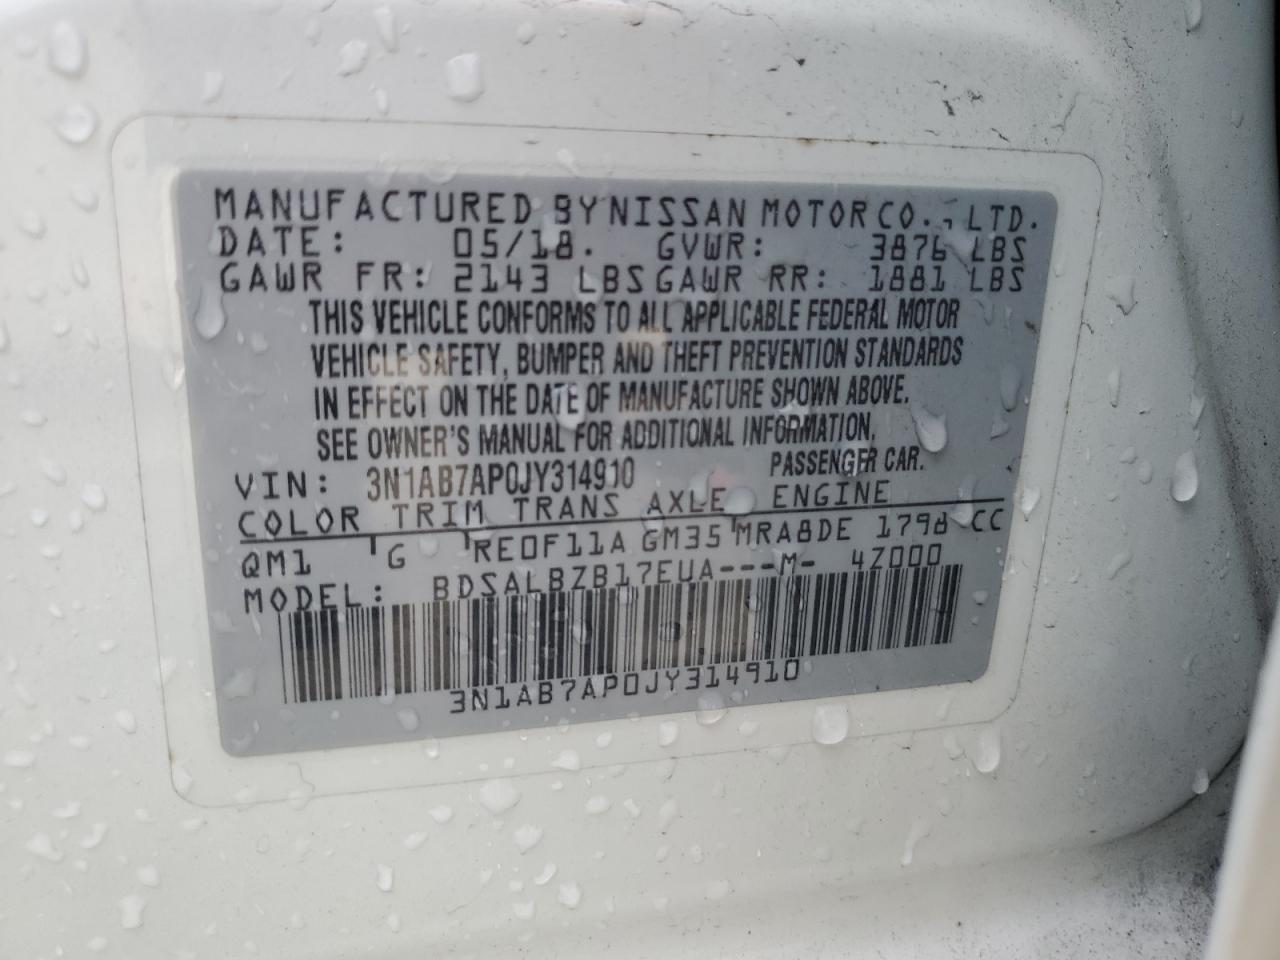 MANUFACTURED BY NISSAN MOTOR CO., LTD.
DATE: 05/18. GVWR: 3876 LBS
GAWR FR: 2143 LBS GAWR RR: 1881 LBS
THIS VEHICLE CONFORMS TO ALL APPLICABLE FEDERAL MOTOR
VEHICLE SAFETY, BUMPER AND THEFT PREVENTION STANDARDS
IN EFFECT ON THE DATE OF MANUFACTURE SHOWN ABOVE.
SEE OWNER'S MANUAL FOR ADDITIONAL INFORMATION.
VIN: 3N1AB7AP0JY314910 PASSENGER CAR.
COLOR TRIM TRANS AXLE ENGINE
QM1 G RE0F11A GM35 MRA8DE 1798 CC
MODEL: BDSALBZB17EUA---M- 4Z000
3N1AB7AP0JY314910